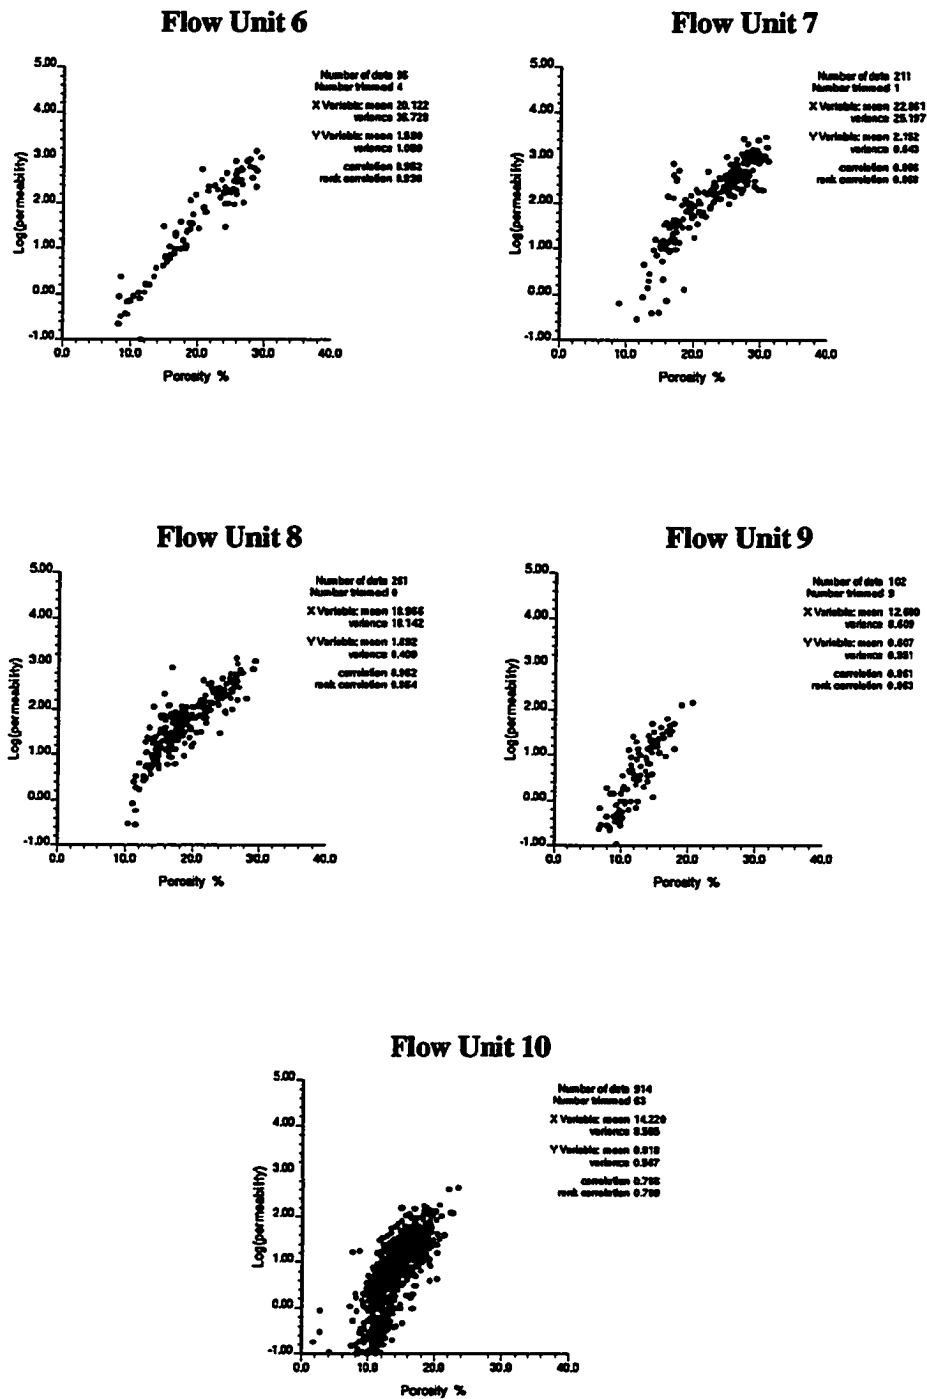 Flow Unit 6
5.00
4.00
3.00
2.00
1.00
0.00
-1.00
Log(permeability)
0.0 10.0 20.0 30.0 40.0
Porosity %
Number of data
Number trimmed 4
X Variable: mean
variance
Y Variable: mean
variance
correlation
rank correlation
Flow Unit 7
5.00
4.00
3.00
2.00
1.00
0.00
-1.00
Log(permeability)
0.0 10.0 20.0 30.0 40.0
Porosity %
Number of data 211
Number trimmed 1
X Variable: mean
variance 25.197
Y Variable: mean
variance
correlation
rank correlation
Flow Unit 8
5.00
4.00
3.00
2.00
1.00
0.00
-1.00
Log(permeability)
0.0 10.0 20.0 30.0 40.0
Porosity %
Number of data
Number trimmed
X Variable: mean
variance
Y Variable: mean
variance
correlation
rank correlation
Flow Unit 9
5.00
4.00
3.00
2.00
1.00
0.00
-1.00
Log(permeability)
0.0 10.0 20.0 30.0 40.0
Porosity %
Number of data 102
Number trimmed 9
X Variable: mean
variance
Y Variable: mean
variance
correlation
rank correlation
Flow Unit 10
5.00
4.00
3.00
2.00
1.00
0.00
-1.00
Log(permeability)
0.0 10.0 20.0 30.0 40.0
Porosity %
Number of data 914
Number trimmed 63
X Variable: mean 14.220
variance
Y Variable: mean
variance
correlation
rank correlation